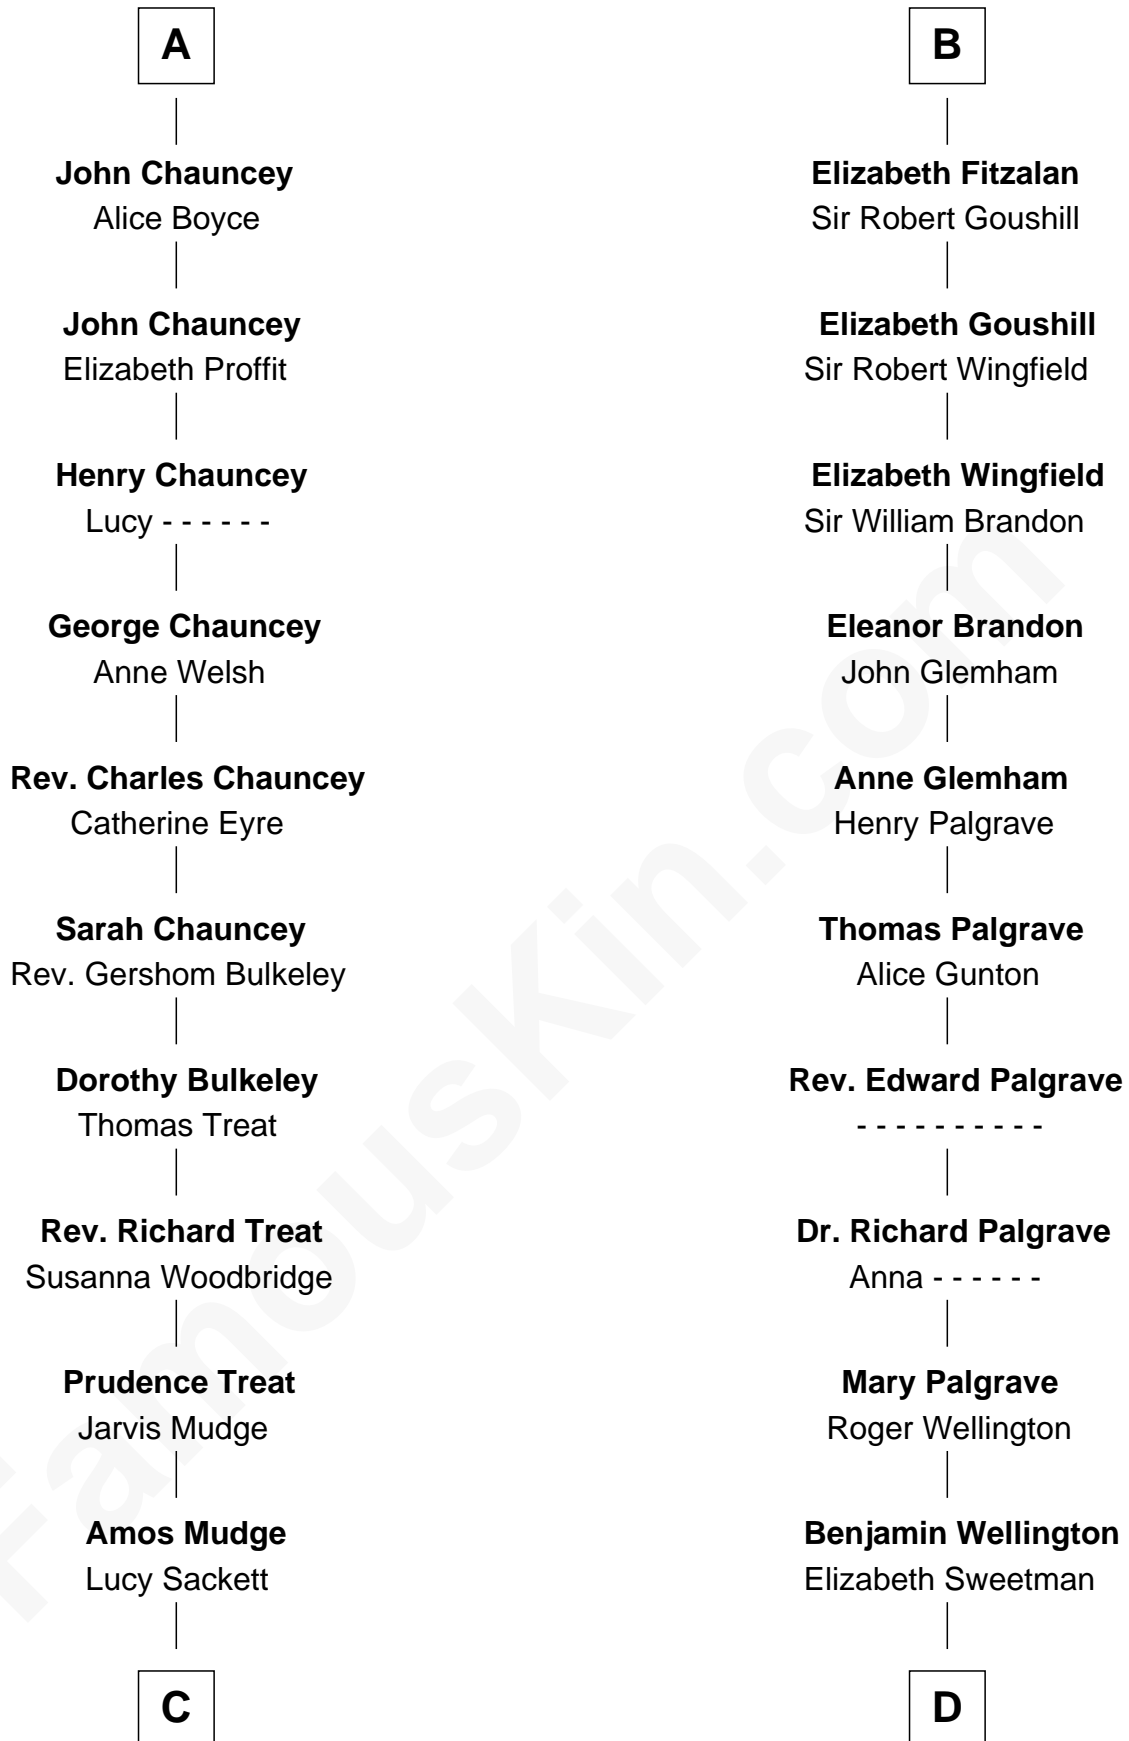 A
John Chauncey
Alice Boyce
John Chauncey
Elizabeth Proffit
Henry Chauncey
Lucy - - - - - -
George Chauncey
Anne Welsh
Rev. Charles Chauncey
Catherine Eyre
Sarah Chauncey
Rev. Gershom Bulkeley
Dorothy Bulkeley
Thomas Treat
Rev. Richard Treat
Susanna Woodbridge
Prudence Treat
Jarvis Mudge
Amos Mudge
Lucy Sackett
C
B
Elizabeth Fitzalan
Sir Robert Goushill
Elizabeth Goushill
Sir Robert Wingfield
Elizabeth Wingfield
Sir William Brandon
Eleanor Brandon
John Glemham
Anne Glemham
Henry Palgrave
Thomas Palgrave
Alice Gunton
Rev. Edward Palgrave
- - - - - - - - - -
Dr. Richard Palgrave
Anna - - - - - -
Mary Palgrave
Roger Wellington
Benjamin Wellington
Elizabeth Sweetman
D
FamousKin.com